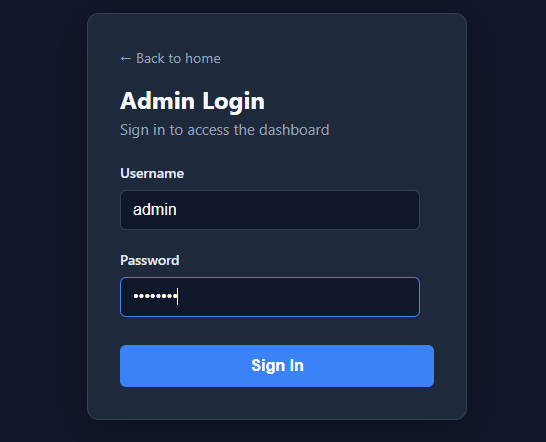 ← Back to home
Admin Login
Sign in to access the dashboard
Username
admin
Password
••••••••
Sign In